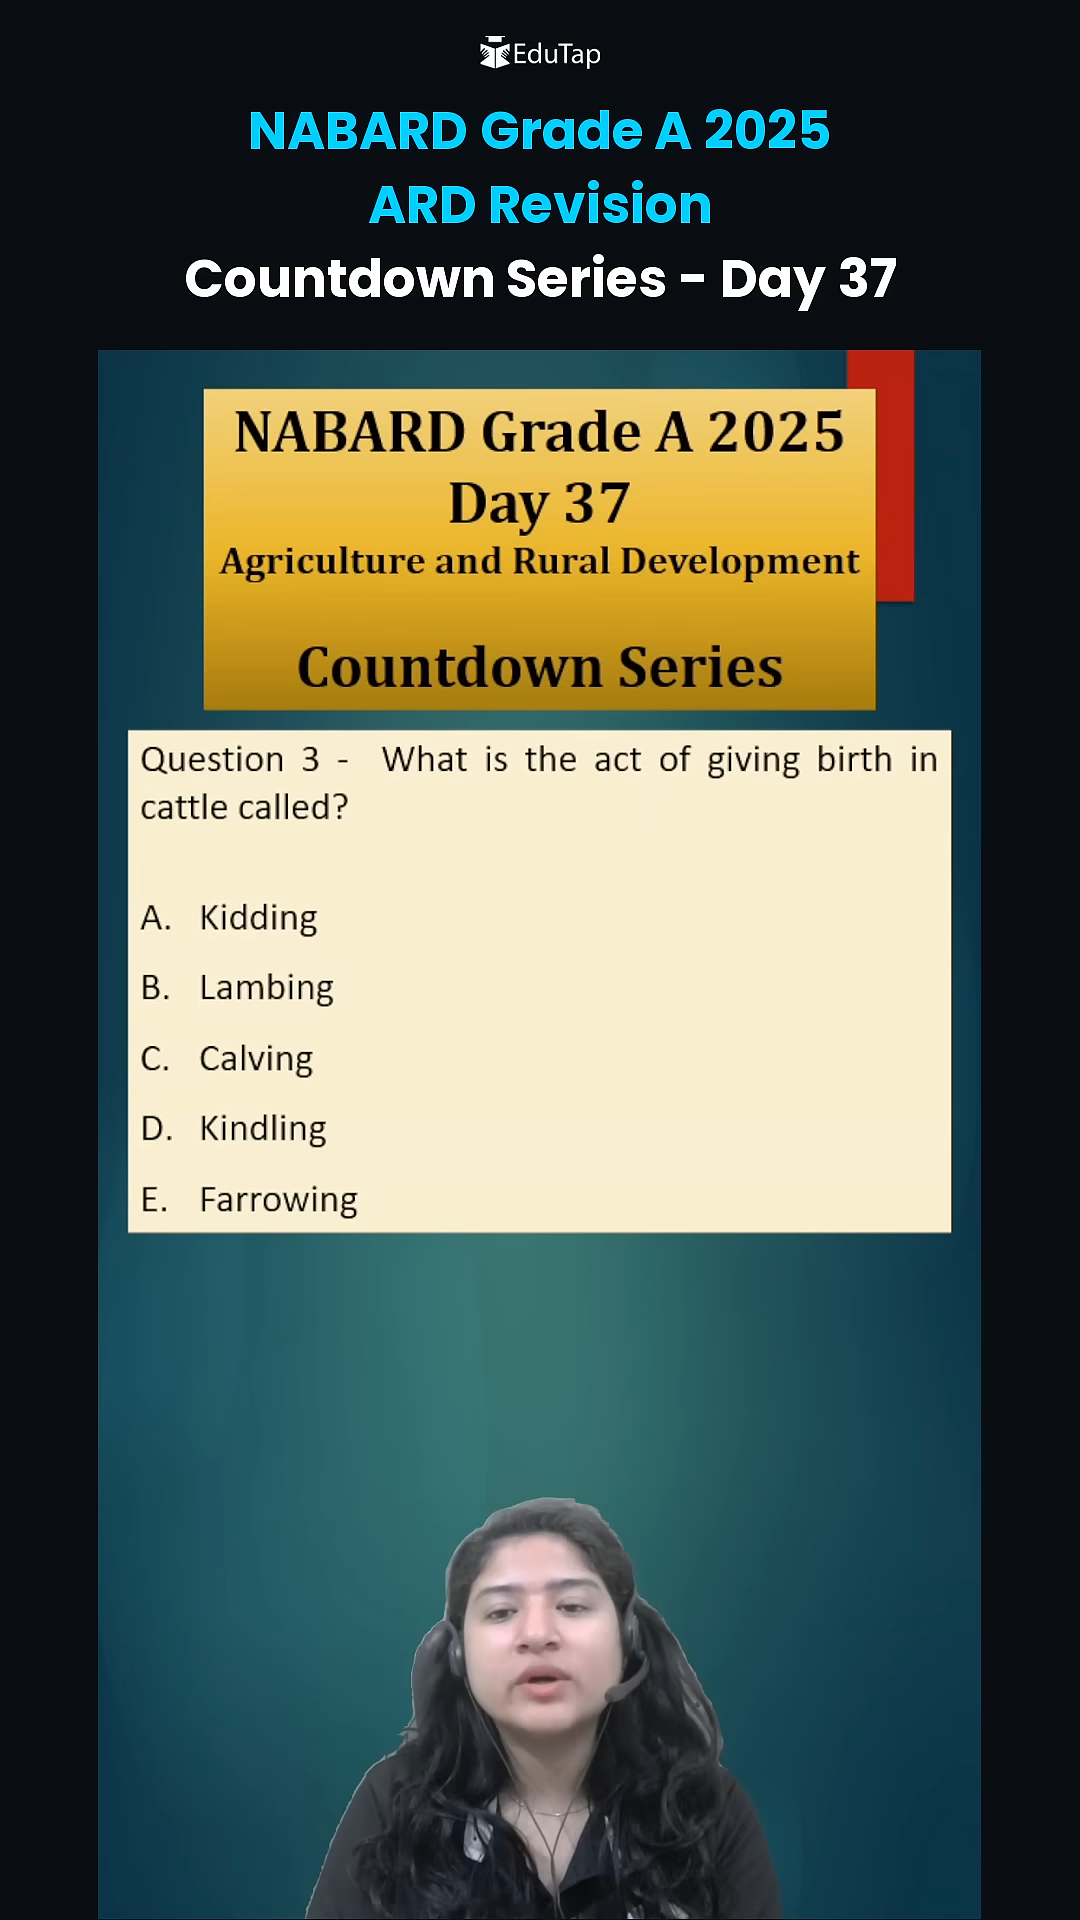 EduTap
NABARD Grade A 2025
ARD Revision
Countdown Series - Day 37
NABARD Grade A 2025
Day 37
Agriculture and Rural Development
Countdown Series
Question 3 - What is the act of giving birth in
cattle called?
A. Kidding
B. Lambing
C. Calving
D. Kindling
E. Farrowing